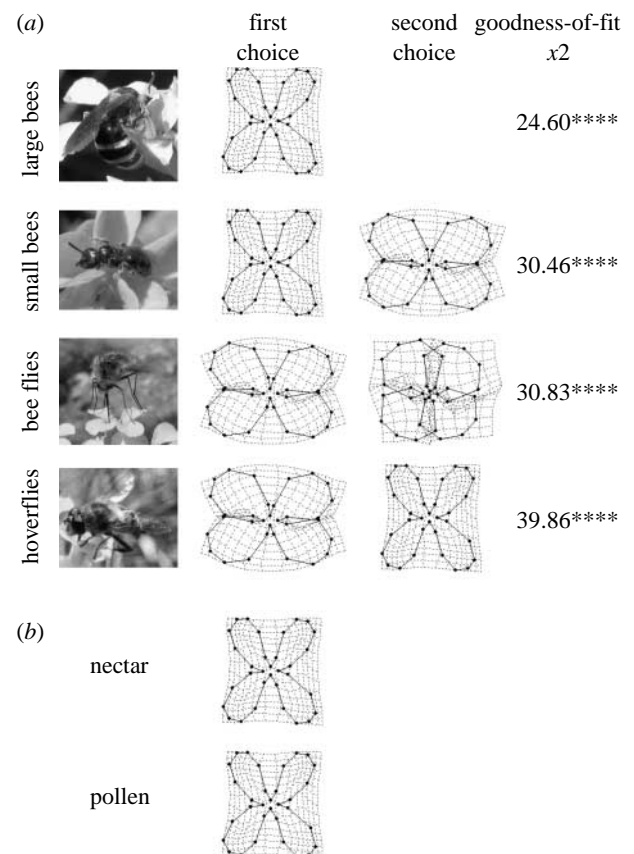 (a) first second goodness-of-fit
choice choice x2
large bees 24.60****
small bees 30.46****
bee flies 30.83****
hoverflies 39.86****
(b)
nectar
pollen